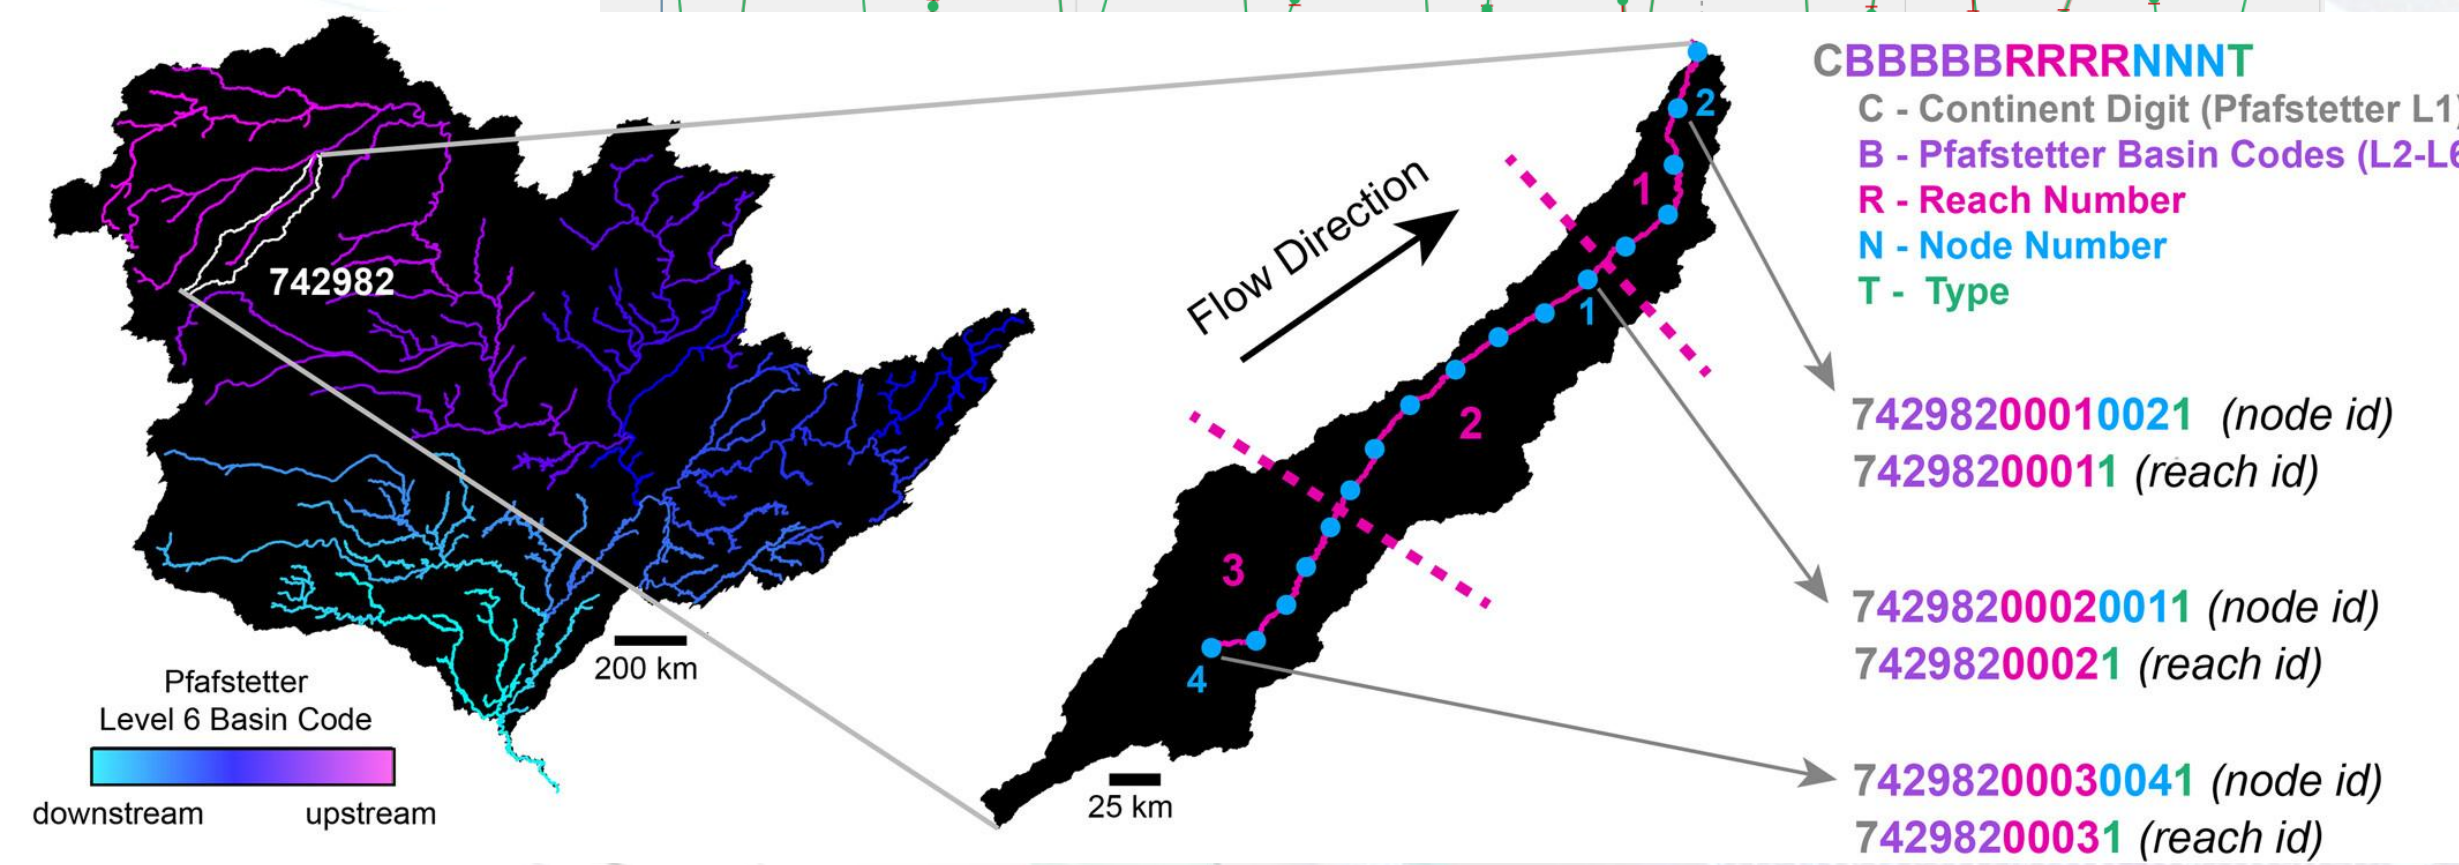 742982
Pfafstetter
Level 6 Basin Code
downstream
upstream
200 km
Flow Direction
2
1
1
2
3
4
25 km
CBBBBBRRRRNNNT
C - Continent Digit (Pfafstetter L1)
B - Pfafstetter Basin Codes (L2-L6
R - Reach Number
N - Node Number
T - Type
74298200010021 (node id)
74298200011 (reach id)
74298200020011 (node id)
74298200021 (reach id)
74298200030041 (node id)
74298200031 (reach id)